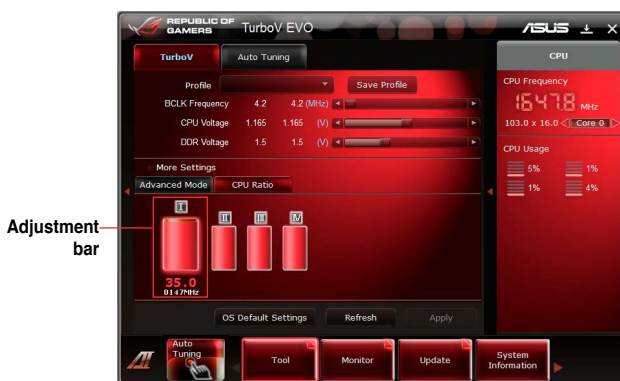 REPUBLIC OF
GAMERS
TurboV EVO
ASUS
TurboV
Auto Tuning
CPU
Profile
Save Profile
BCLK Frequency 4.2 4.2 (MHz)
CPU Voltage 1.165 1.165 (V)
DDR Voltage 1.5 1.5 (V)
More Settings
Advanced Mode
CPU Ratio
CPU Frequency
1647.8 MHz
103.0 x 16.0 Core 0
CPU Usage
5% 1%
1% 4%
Adjustment
bar
I
II
III
IV
35.0
0147MHz
OS Default Settings
Refresh
Apply
AI
Auto
Tuning
Tool
Monitor
Update
System
Information